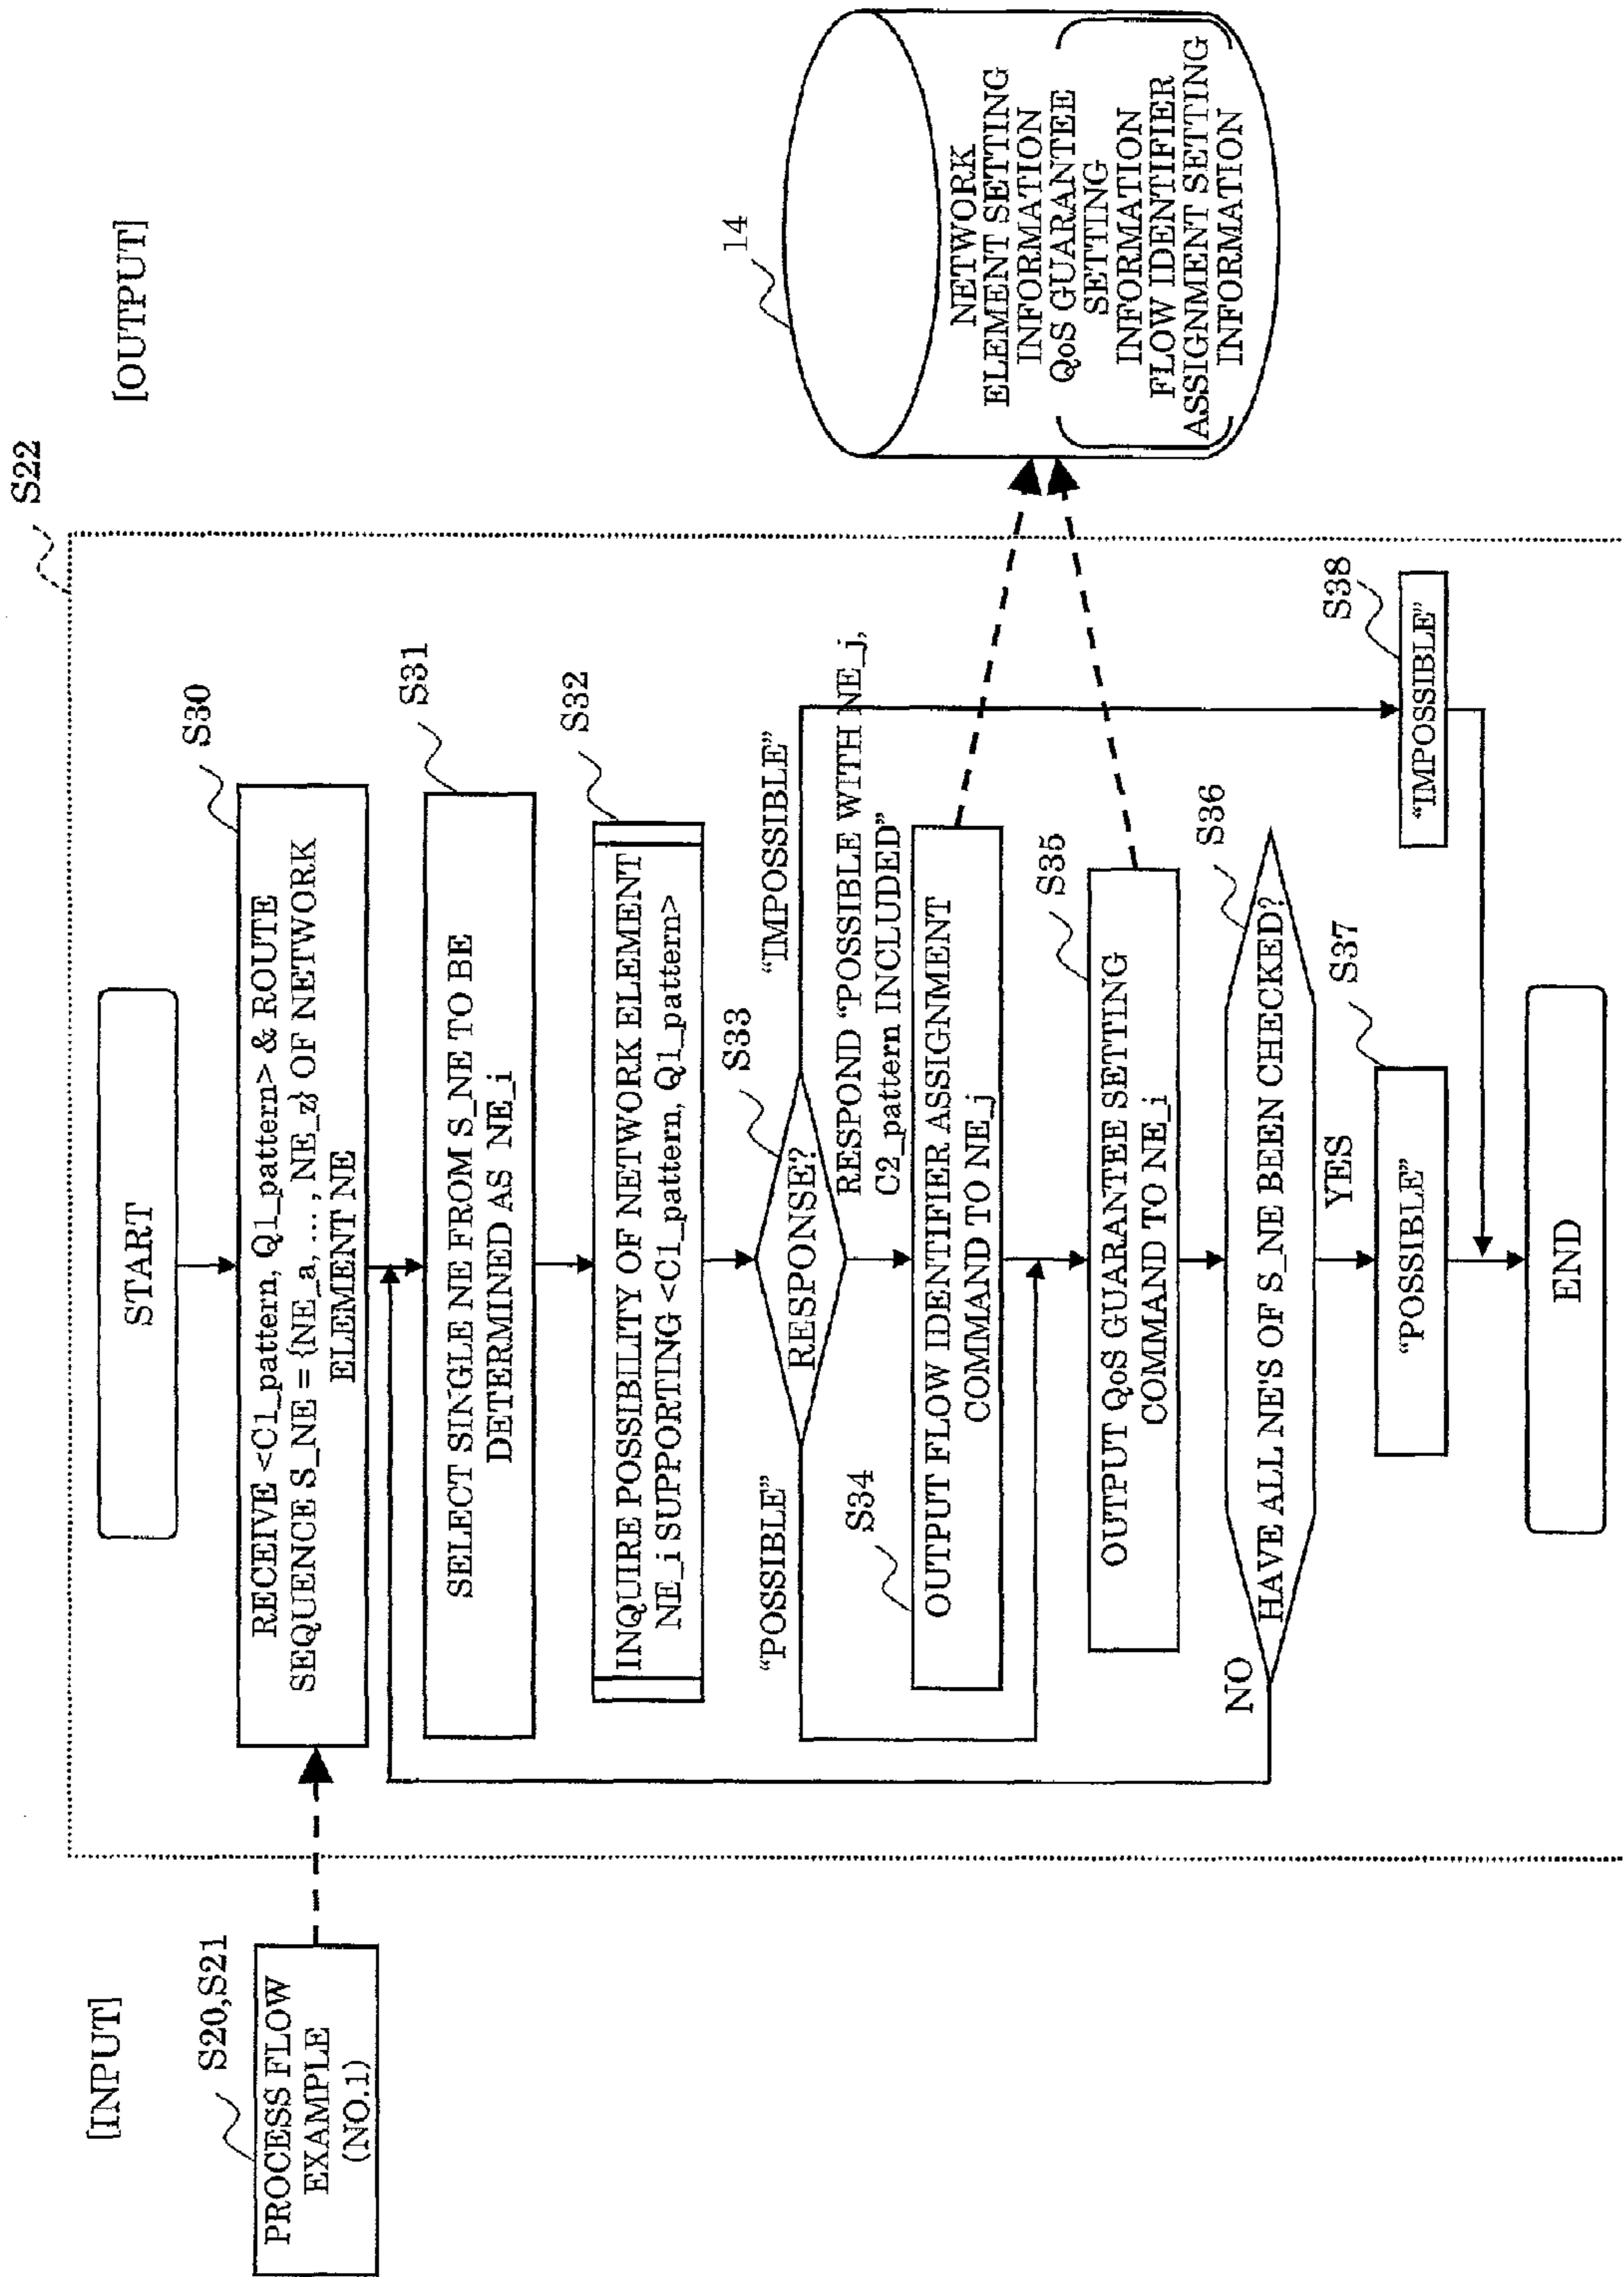 [INPUT]
[OUTPUT]
S22
START
S20,S21
PROCESS FLOW
EXAMPLE
(NO.1)
S30
RECEIVE <C1_pattern, Q1_pattern> & ROUTE
SEQUENCE S_NE = {NE_a, ... , NE_z} OF NETWORK
ELEMENT NE
S31
SELECT SINGLE NE FROM S_NE TO BE
DETERMINED AS NE_i
S32
INQUIRE POSSIBILITY OF NETWORK ELEMENT
NE_i SUPPORTING <C1_pattern, Q1_pattern>
S33
RESPONSE?
"POSSIBLE"
"IMPOSSIBLE"
RESPOND "POSSIBLE WITH NE_j,
C2_pattern INCLUDED"
S34
OUTPUT FLOW IDENTIFIER ASSIGNMENT
COMMAND TO NE_j
S35
OUTPUT QoS GUARANTEE SETTING
COMMAND TO NE_i
S36
HAVE ALL NE'S OF S_NE BEEN CHECKED?
NO
YES
S37
"POSSIBLE"
S38
"IMPOSSIBLE"
END
14
NETWORK
ELEMENT SETTING
INFORMATION
QoS GUARANTEE
SETTING
INFORMATION
FLOW IDENTIFIER
ASSIGNMENT SETTING
INFORMATION